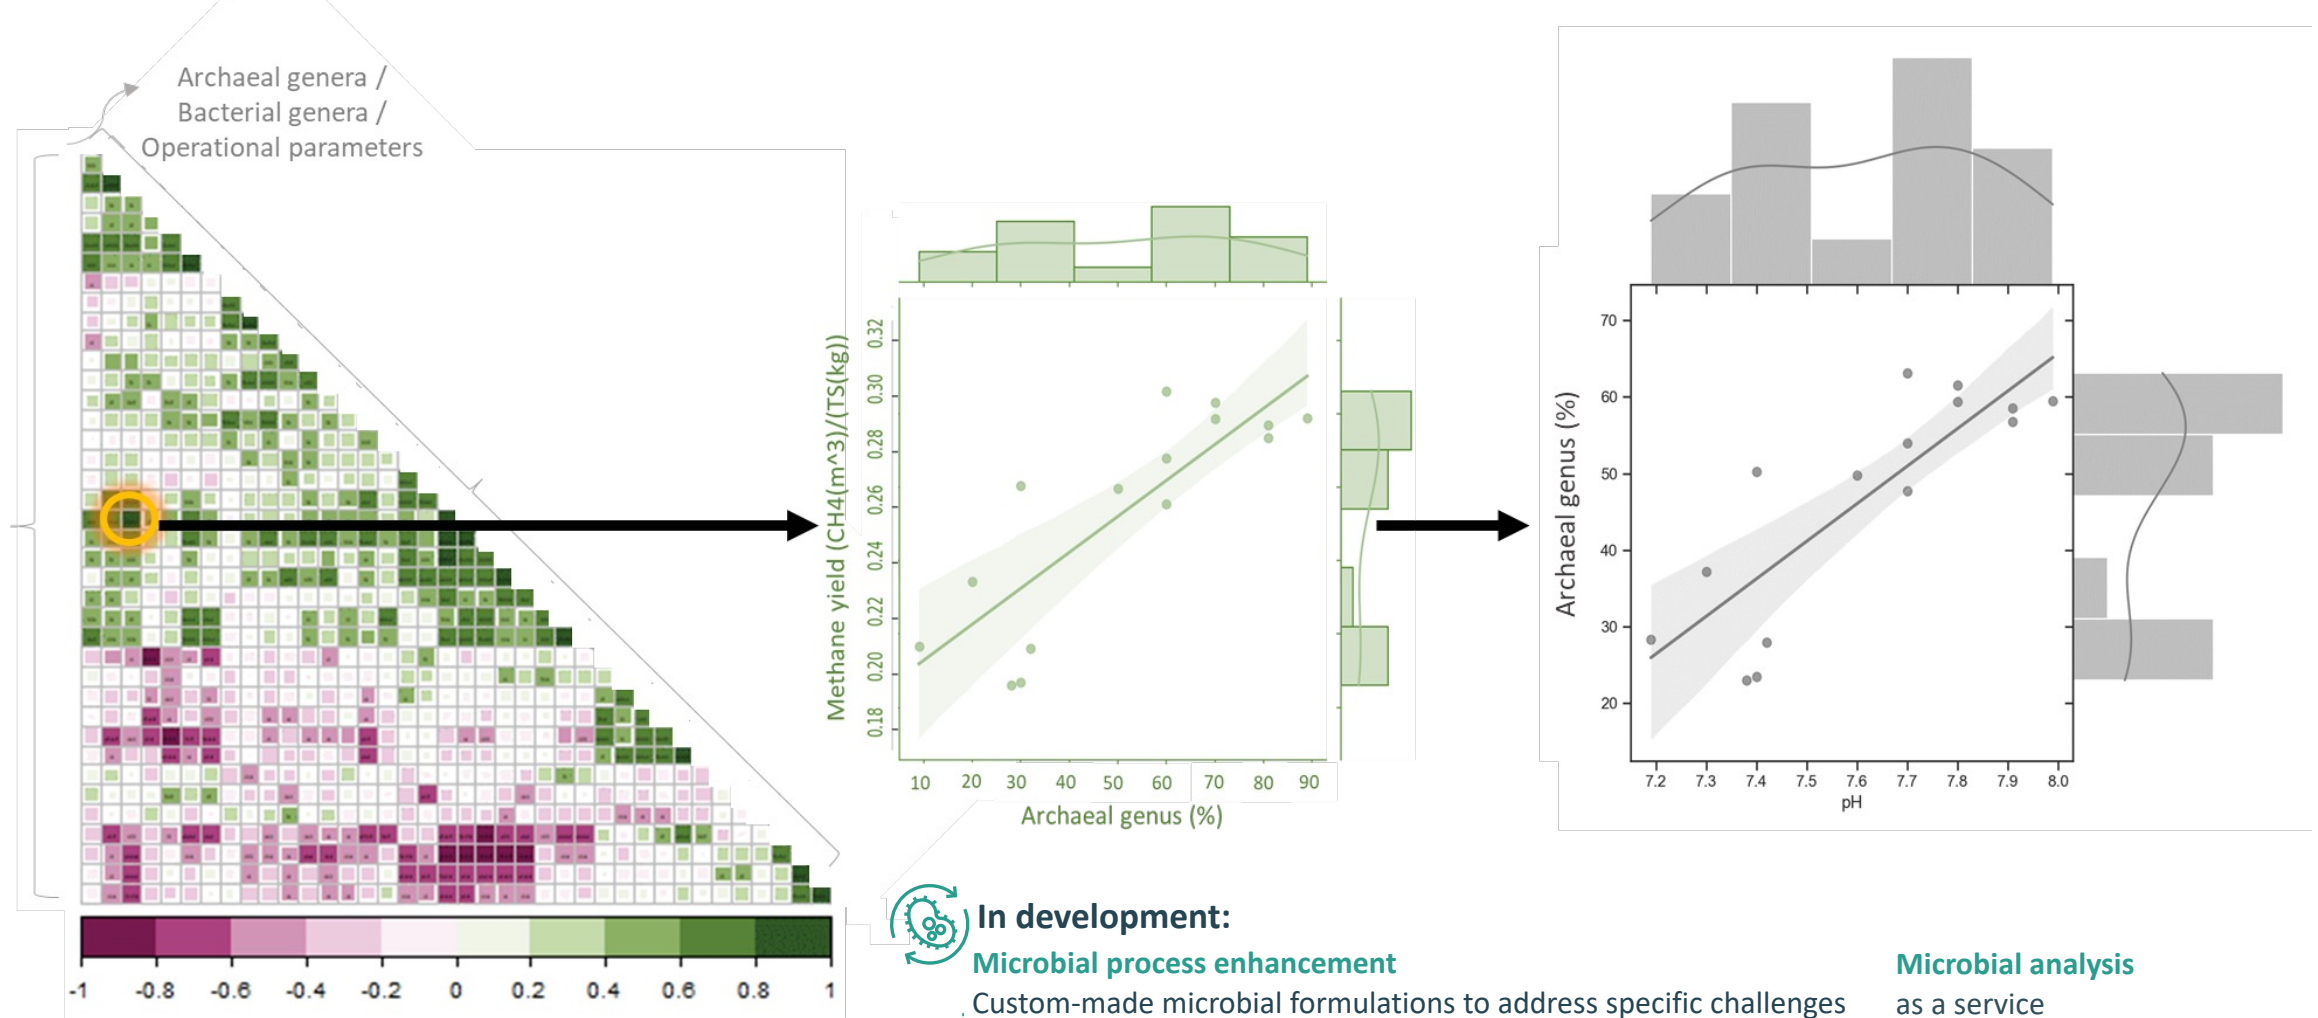 Archaeal genera /
Bacterial genera /
Operational parameters
-1 -0.8 -0.6 -0.4 -0.2 0 0.2 0.4 0.6 0.8 1
Methane yield (CH4(m^3)/(TS(kg))
0.32
0.30
0.28
0.26
0.24
0.22
0.20
0.18
10 20 30 40 50 60 70 80 90
Archaeal genus (%)
Archaeal genus (%)
70
60
50
40
30
20
7.2 7.3 7.4 7.5 7.6 7.7 7.8 7.9 8.0
pH
In development:
Microbial process enhancement
Custom-made microbial formulations to address specific challenges
Microbial analysis
as a service